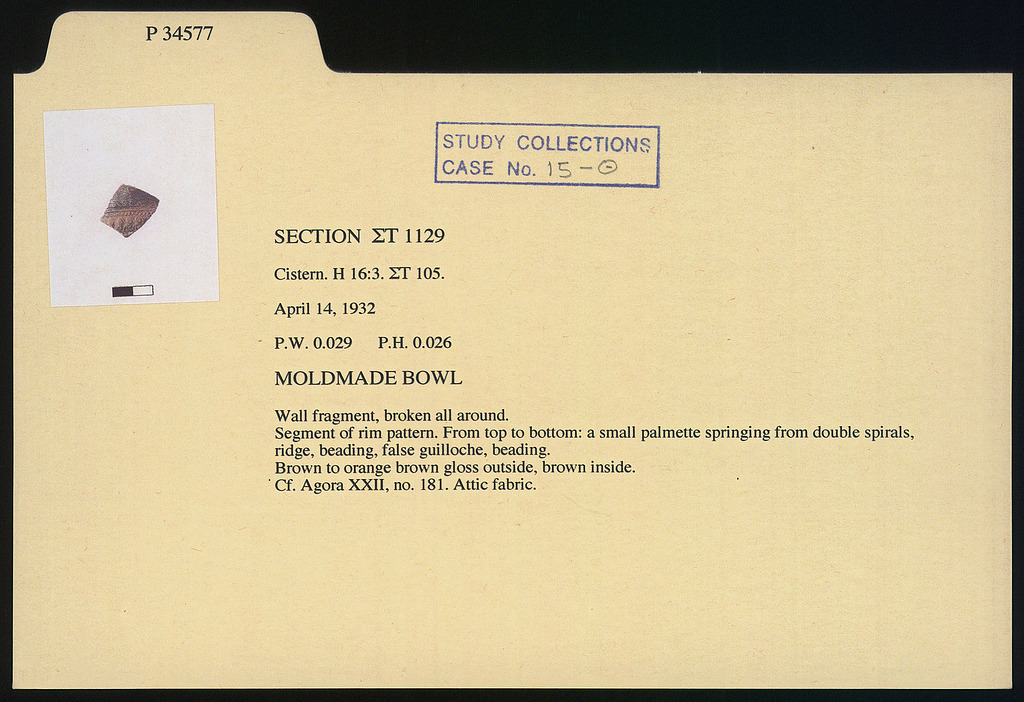 P 34577
STUDY COLLECTIONS
CASE No. 15 -
SECTION ΣΤ 1129
Cistern. H 16:3. ΣΤ 105.
April 14, 1932
P.W. 0.029 P.H. 0.026
MOLDMADE BOWL
Wall fragment, broken all around.
Segment of rim pattern. From top to bottom: a small palmette springing from double spirals,
ridge, beading, false guilloche, beading.
Brown to orange brown gloss outside, brown inside.
Cf. Agora XXII, no. 181. Attic fabric.